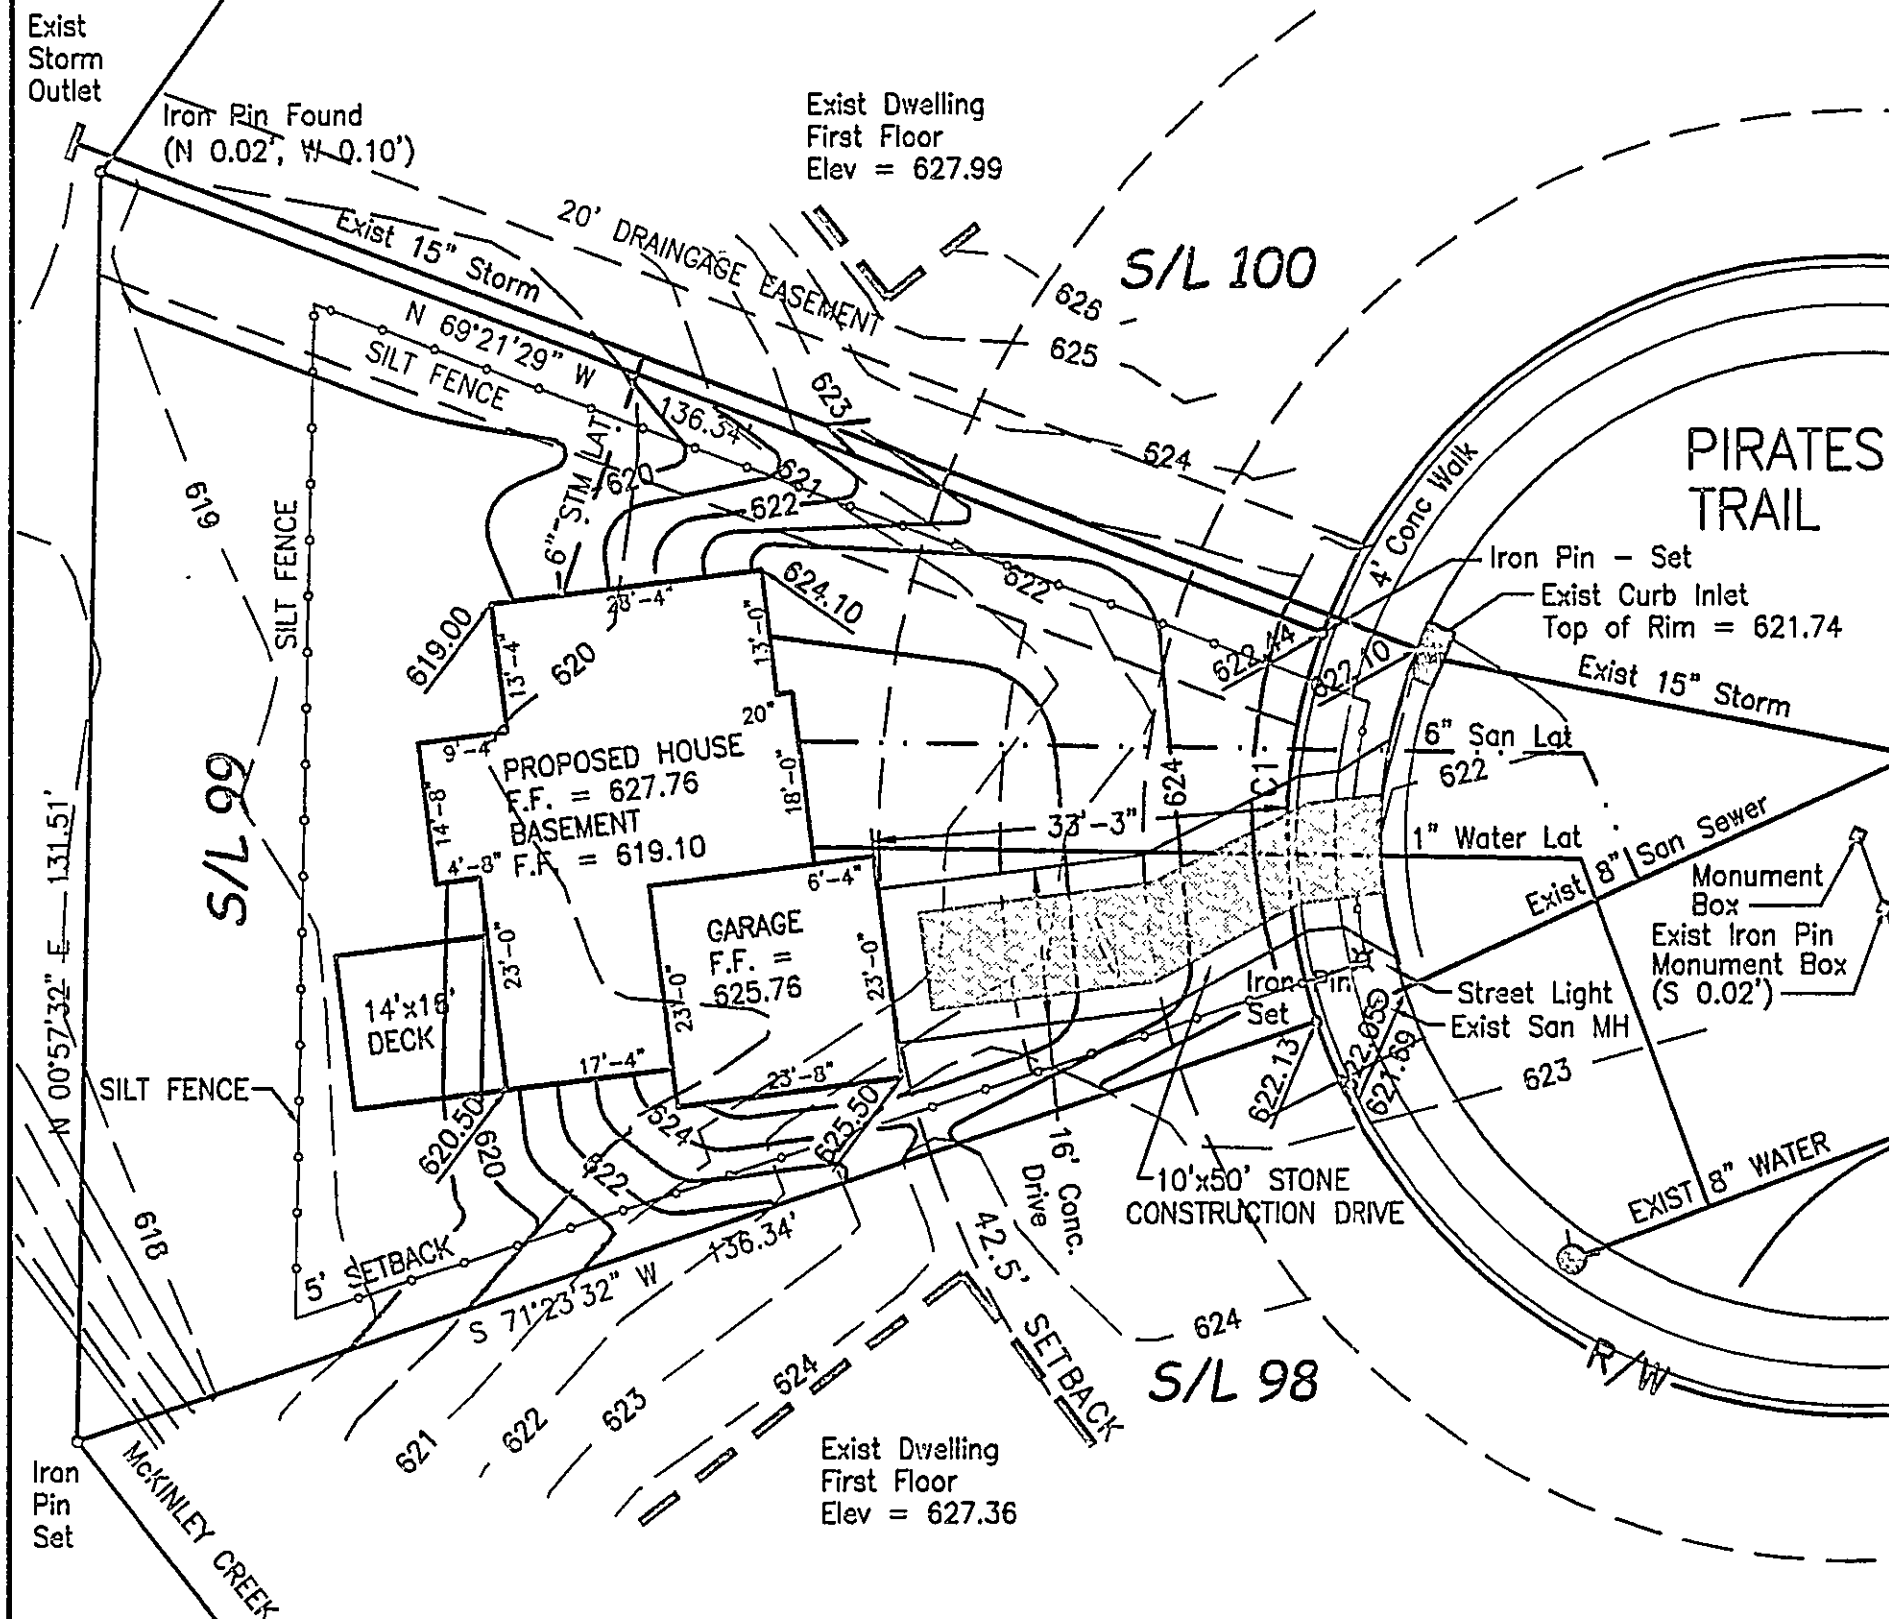 Exist
Storm
Outlet
Iron Pin Found
(N 0.02', W 0.10')
Exist Dwelling
First Floor
Elev = 627.99
20' DRAINGAGE EASEMENT
Exist 15" Storm
S/L 100
626
625
624
623
N 69°21'29" W
136.34'
SILT FENCE
PIRATES
TRAIL
4' Conc Walk
Iron Pin - Set
Exist Curb Inlet
Top of Rim = 621.74
Exist 15" Storm
619
SILT FENCE
6" STM LAT.
620
621
622
622
624.10
619.00
28'-4"
13'-4"
13'-0"
620
622.44
622.10
20"
9'-4"
PROPOSED HOUSE
F.F. = 627.76
BASEMENT
F.F. = 619.10
14'-8"
18'-0"
4'-8"
6" San Lat
622
624
C1
33'-3"
1" Water Lat
Exist 8" San Sewer
S/L 99
N 00°57'32" E 131.51'
6'-4"
GARAGE
F.F. =
625.76
23'-0"
23'-0"
23'-0"
14'x16'
DECK
Monument
Box
Exist Iron Pin
Monument Box
(S 0.02')
Iron Pin
Set
Street Light
Exist San MH
622.05
621.69
622.13
623
SILT FENCE
17'-4"
23'-8"
620.50
620
624
622
625.50
16' Conc.
Drive
10'x50' STONE
CONSTRUCTION DRIVE
EXIST 8" WATER
618
5' SETBACK
S 71°23'32" W
136.34'
42.5' SETBACK
624
S/L 98
R/W
621
622
623
624
Exist Dwelling
First Floor
Elev = 627.36
Iron
Pin
Set
McKINLEY CREEK